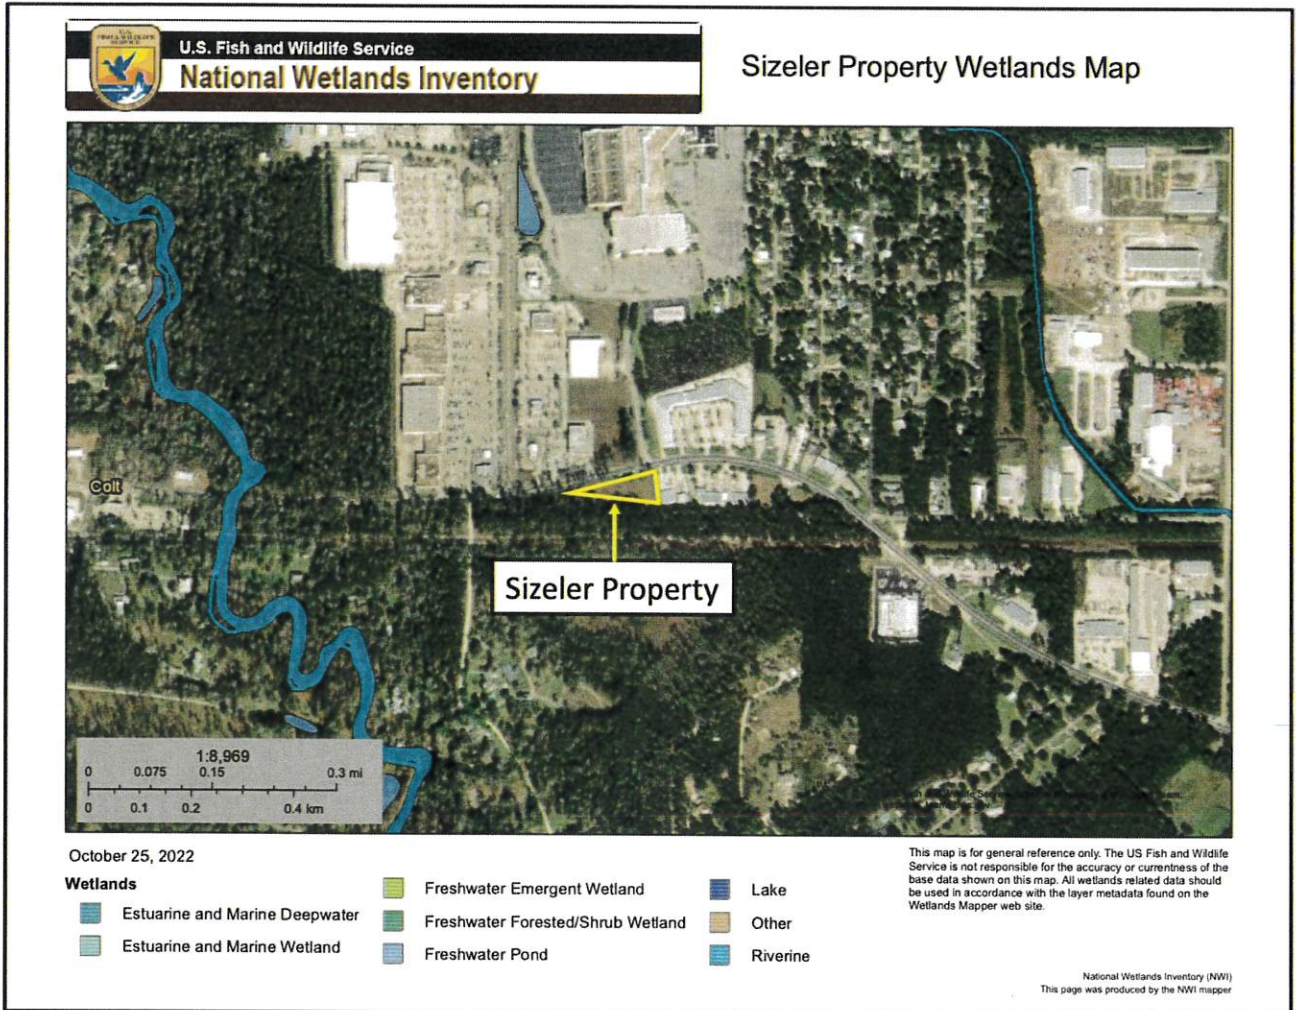 U.S.
FISH & WILDLIFE
SERVICE
U.S. Fish and Wildlife Service
National Wetlands Inventory
Sizeler Property Wetlands Map
Colt
Sizeler Property
1:8,969
0 0.075 0.15 0.3 mi
0 0.1 0.2 0.4 km
October 25, 2022
This map is for general reference only. The US Fish and Wildlife
Service is not responsible for the accuracy or currentness of the
base data shown on this map. All wetlands related data should
be used in accordance with the layer metadata found on the
Wetlands Mapper web site.
Wetlands
Estuarine and Marine Deepwater
Estuarine and Marine Wetland
Freshwater Emergent Wetland
Freshwater Forested/Shrub Wetland
Freshwater Pond
Lake
Other
Riverine
National Wetlands Inventory (NWI)
This page was produced by the NWI mapper